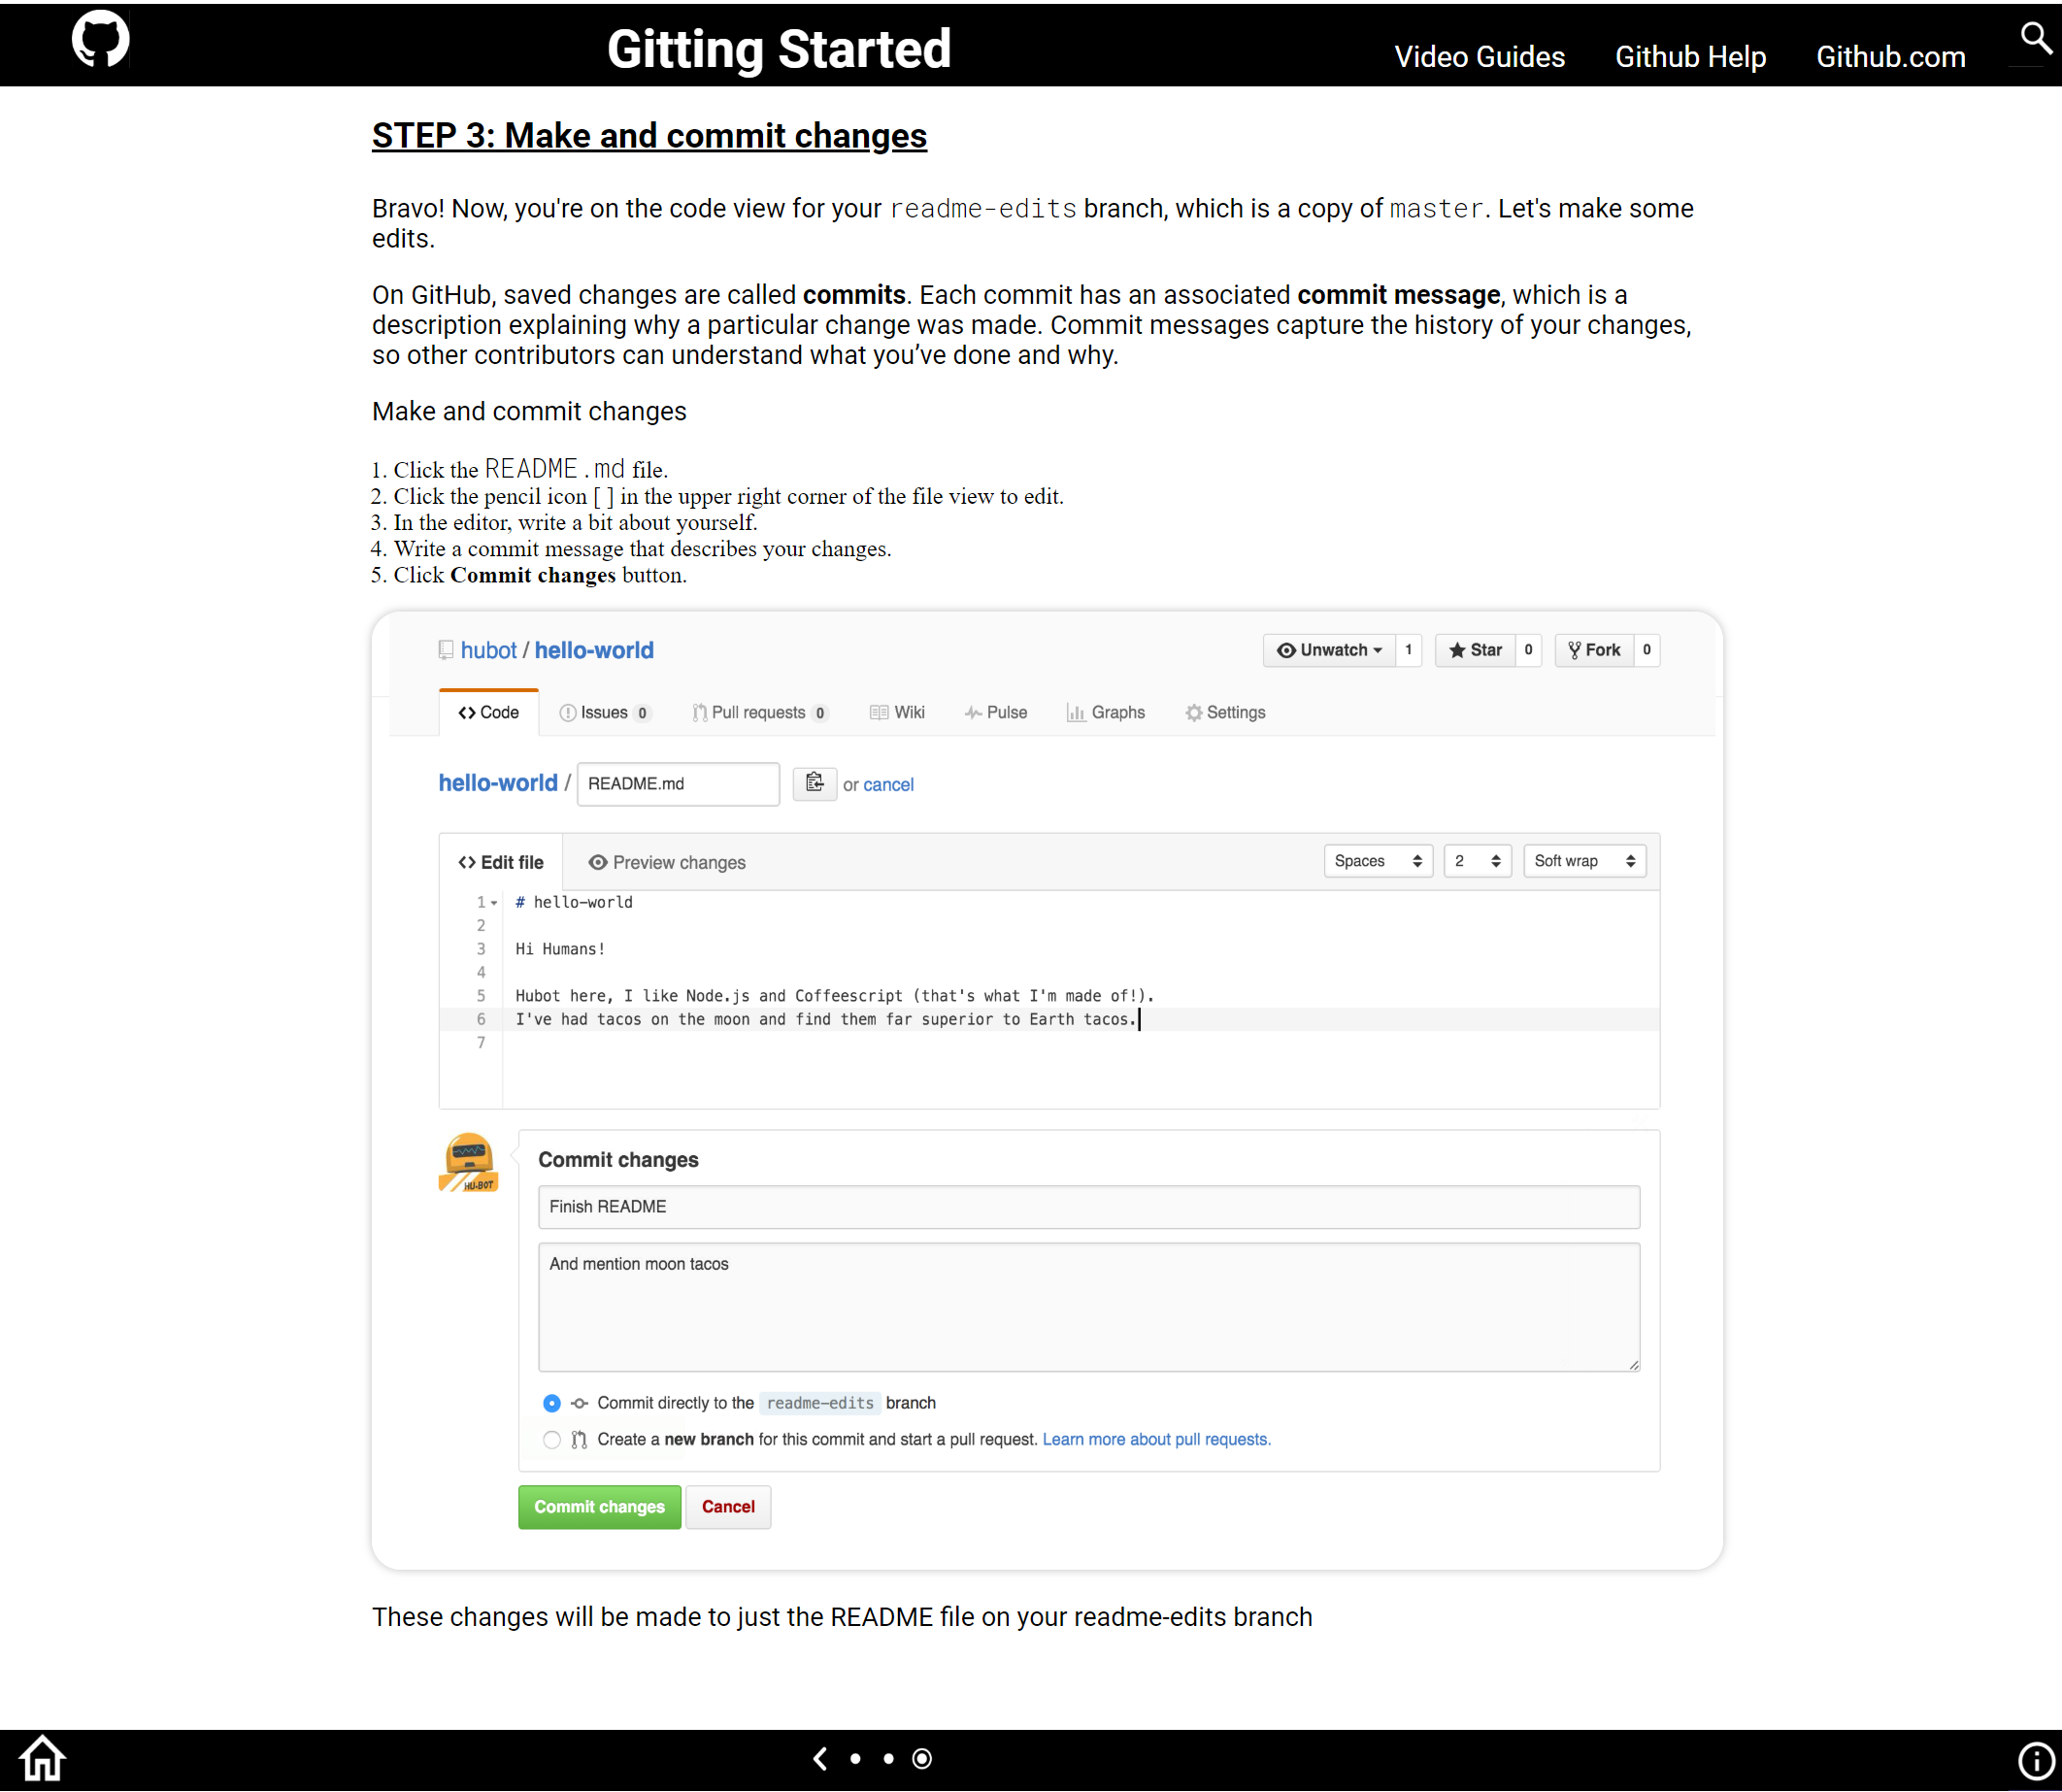 Gitting Started
Video Guides Github Help Github.com
STEP 3: Make and commit changes
Bravo! Now, you're on the code view for your readme-edits branch, which is a copy of master. Let's make some
edits.
On GitHub, saved changes are called commits. Each commit has an associated commit message, which is a
description explaining why a particular change was made. Commit messages capture the history of your changes,
so other contributors can understand what you’ve done and why.
Make and commit changes
1. Click the README.md file.
2. Click the pencil icon [ ] in the upper right corner of the file view to edit.
3. In the editor, write a bit about yourself.
4. Write a commit message that describes your changes.
5. Click Commit changes button.
hubot / hello-world Unwatch 1 Star 0 Fork 0
Code Issues 0 Pull requests 0 Wiki Pulse Graphs Settings
hello-world / README.md or cancel
<> Edit file Preview changes Spaces 2 Soft wrap
1 # hello-world
2
3 Hi Humans!
4
5 Hubot here, I like Node.js and Coffeescript (that's what I'm made of!).
6 I've had tacos on the moon and find them far superior to Earth tacos.
7
HU-BOT
Commit changes
Finish README
And mention moon tacos
Commit directly to the readme-edits branch
Create a new branch for this commit and start a pull request. Learn more about pull requests.
Commit changes Cancel
These changes will be made to just the README file on your readme-edits branch